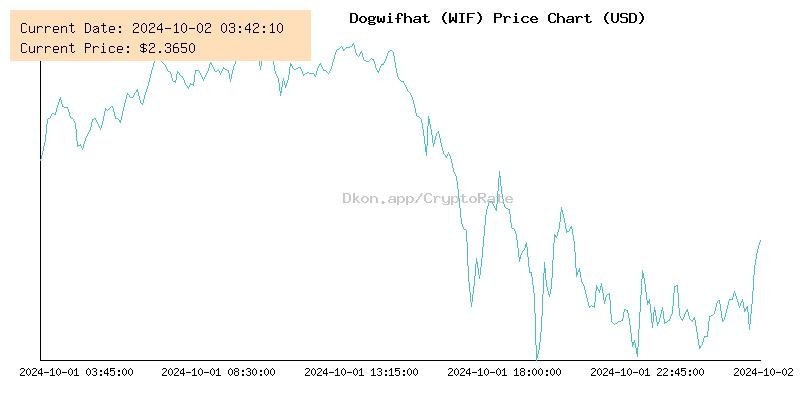 Dogwifhat (WIF) Price Chart (USD)
Current Date: 2024-10-02 03:42:10
Current Price: $2.3650
Dkon.app/CryptoRate
2024-10-01 03:45:00 2024-10-01 08:30:00 2024-10-01 13:15:00 2024-10-01 18:00:00 2024-10-01 22:45:00 2024-10-02